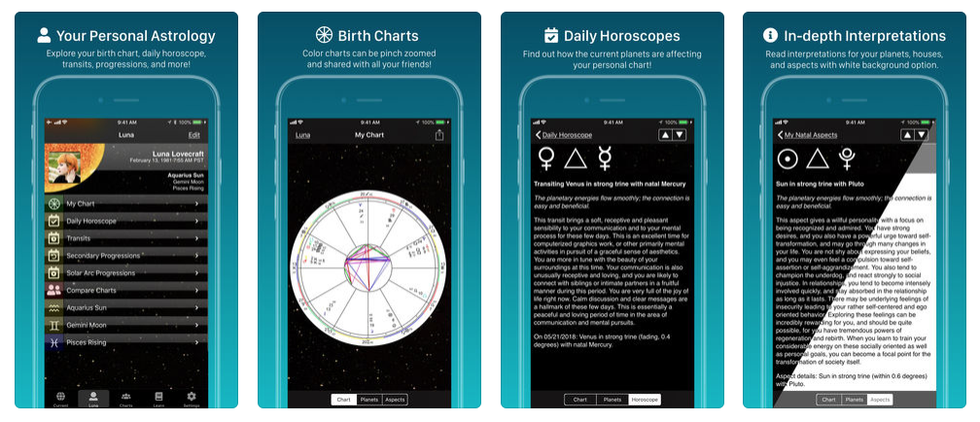 Your Personal Astrology
Explore your birth chart, daily horoscope,
transits, progressions, and more!
9:41 AM
100%
Luna
Edit
Luna Lovecraft
February 13, 1981 7:55 AM PST
Aquarius Sun
Gemini Moon
Pisces Rising
My Chart
Daily Horoscope
Transits
Secondary Progressions
Solar Arc Progressions
Compare Charts
Aquarius Sun
Gemini Moon
Pisces Rising
Current
Luna
Charts
Learn
Settings
Birth Charts
Color charts can be pinch zoomed
and shared with all your friends!
9:41 AM
100%
Luna
My Chart
Chart
Planets
Aspects
Daily Horoscopes
Find out how the current planets are affecting
your personal chart!
9:41 AM
100%
Daily Horoscope
Transiting Venus in strong trine with natal Mercury
The planetary energies flow smoothly; the connection is
easy and beneficial.
This transit brings a soft, receptive and pleasant
sensibility to your communication and to your mental
process for these few days. This is an excellent time for
computerized graphics work, or other primarily mental
activities in pursuit of a graceful sense of aesthetics.
You are more in tune with the beauty of your
surroundings at this time. Your communication is also
unusually receptive and loving, and you are likely to
connect with siblings or intimate partners in a fruitful
manner during this period. You are very full of the joy of
life right now. Calm discussion and clear messages are
a hallmark of these few days. This is essentially a
peaceful and loving period of time in the area of
communication and mental pursuits.
On 05/21/2018: Venus in strong trine (fading, 0.4
degrees) with natal Mercury.
Chart
Planets
Horoscope
In-depth Interpretations
Read interpretations for your planets, houses,
and aspects with white background option.
9:41 AM
100%
My Natal Aspects
Sun in strong trine with Pluto
The planetary energies flow smoothly; the connection is
easy and beneficial.
This aspect gives a willful personality with a focus on
being recognized and admired. You have strong
desires, and you also have a powerful urge toward self-
transformation, and may go through many changes in
your life. You are not shy about expressing your beliefs,
and you may even feel a compulsion toward self-
assertion or self-aggrandizement. You also tend to
champion the underdog, and react strongly to social
injustice. In relationships, you tend to become intensely
involved quickly, and may be absorbed in the relationship
as long as it lasts. There may be underlying feelings of
insecurity leading to your rather self-centered and ego
oriented behavior. Exploring these feelings can be
incredibly rewarding for you, and should be quite
possible, for you have tremendous powers of
regeneration and rebirth. When you learn to train your
considerable energy on these socially oriented as well
as personal goals, you can become a focal point for the
transformation of society itself.
Aspect details: Sun in strong trine (within 0.6 degrees)
with Pluto.
Chart
Planets
Aspects